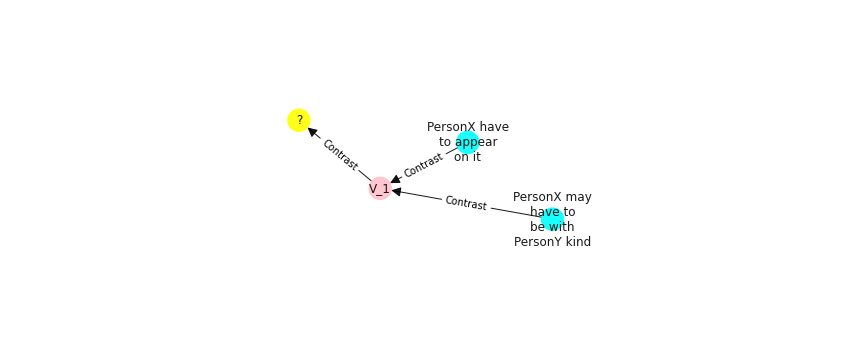 ?
Contrast
PersonX have
to appear
on it
Contrast
V_1
Contrast
PersonX may
have to
be with
PersonY kind